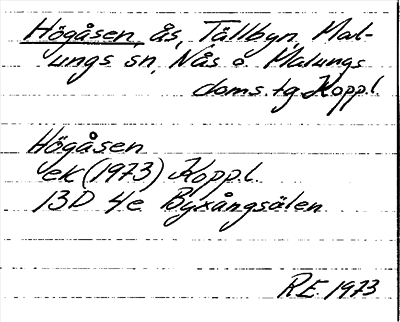 Högåsen, ås, Tällbyn, Mal-
ungs sn, Nås o Malungs
doms.tg Koppl.
Högåsen
ek (1973) Koppl.
13D 4e Byxångsälen
RE 1973